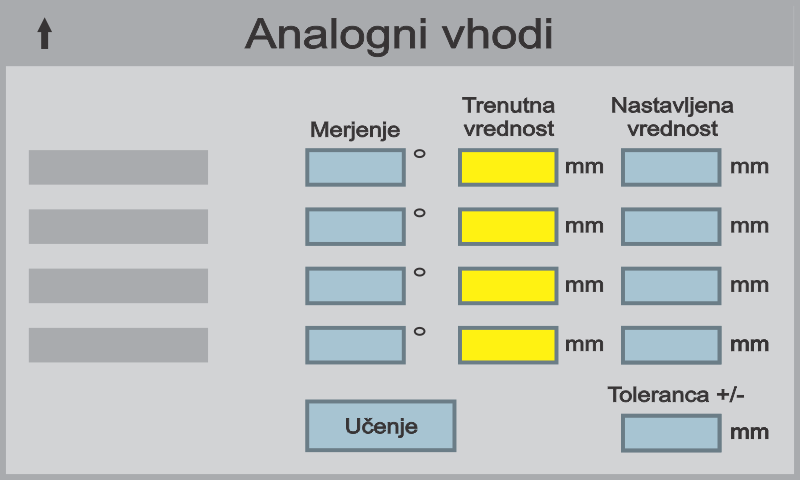 Analogni vhodi
Merjenje
Trenutna
vrednost
Nastavljena
vrednost
° mm mm
° mm mm
° mm mm
° mm mm
Toleranca +/-
Učenje
mm